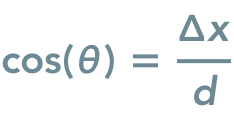 cos(θ) = Δx / d